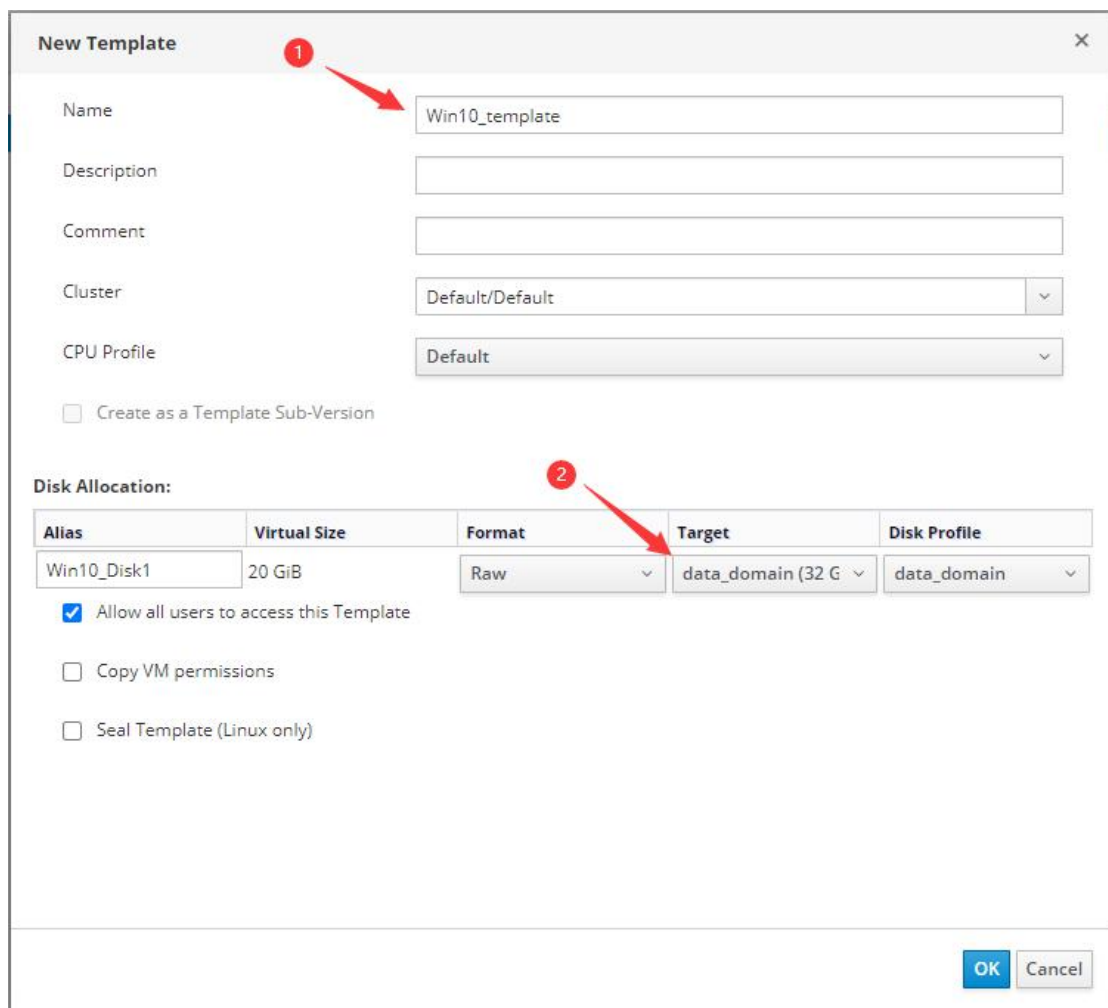 New Template
1
Name
Win10_template
Description
Comment
Cluster
Default/Default
CPU Profile
Default
Create as a Template Sub-Version
2
Disk Allocation:
Alias Virtual Size Format Target Disk Profile
Win10_Disk1 20 GiB Raw data_domain (32 G data_domain
Allow all users to access this Template
Copy VM permissions
Seal Template (Linux only)
OK Cancel